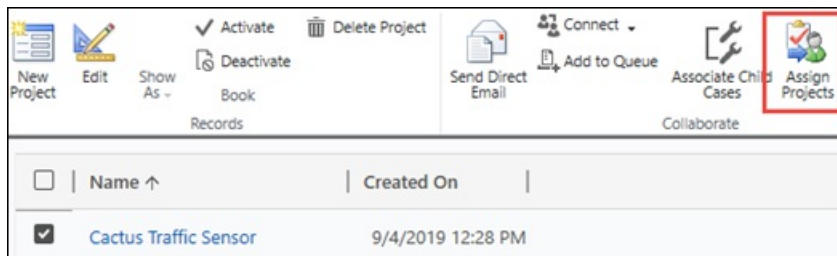 New Project
Edit
Show As
Activate
Deactivate
Book
Delete Project
Records
Send Direct Email
Connect
Add to Queue
Associate Child Cases
Assign Projects
Collaborate
Name ↑
Created On
Cactus Traffic Sensor
9/4/2019 12:28 PM